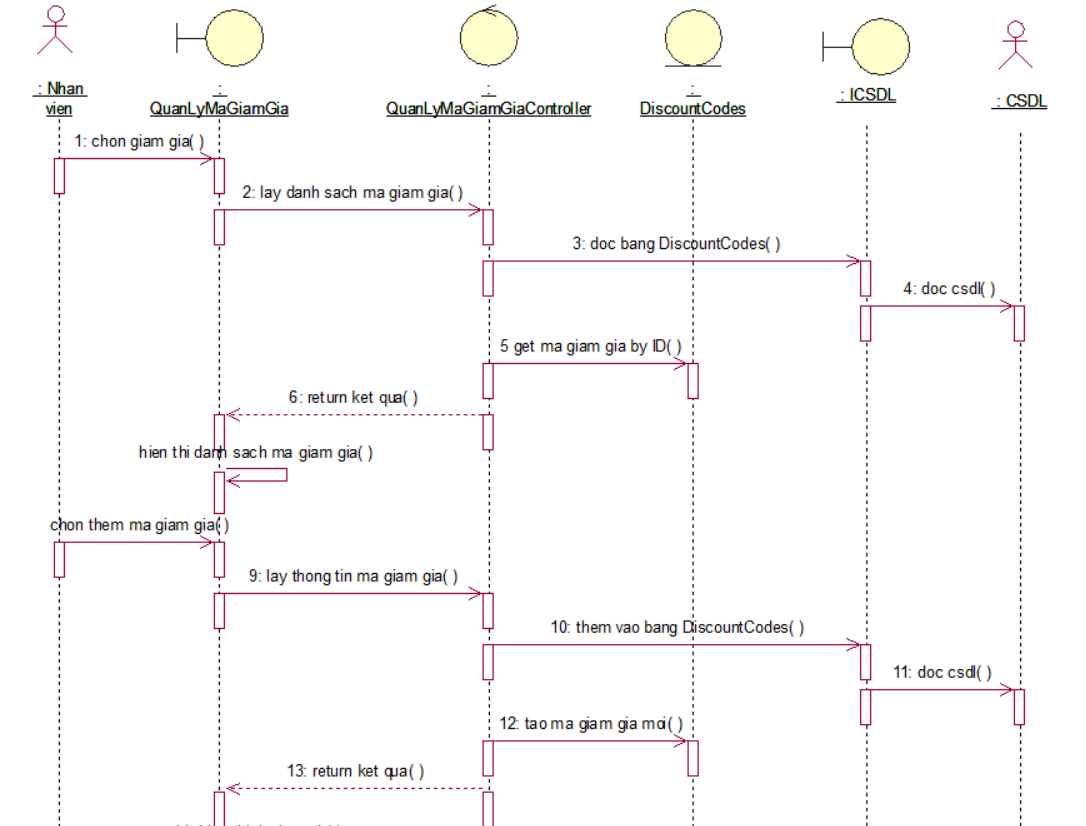 : Nhan
vien
:
QuanLyMaGiamGia
:
QuanLyMaGiamGiaController
:
DiscountCodes
: ICSDL
: CSDL
1: chon giam gia( )
2: lay danh sach ma giam gia( )
3: doc bang DiscountCodes( )
4: doc csdl( )
5 get ma giam gia by ID( )
6: return ket qua( )
hien thi danh sach ma giam gia( )
chon them ma giam gia( )
9: lay thong tin ma giam gia( )
10: them vao bang DiscountCodes( )
11: doc csdl( )
12: tao ma giam gia moi( )
13: return ket qua( )